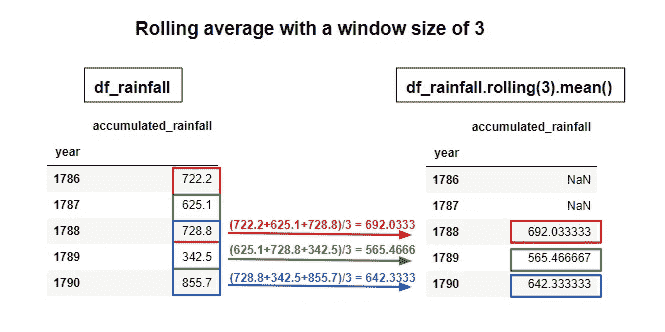 Rolling average with a window size of 3
df_rainfall
accumulated_rainfall
year
1786 722.2
1787 625.1
1788 728.8
1789 342.5
1790 855.7
(722.2+625.1+728.8)/3 = 692.0333
(625.1+728.8+342.5)/3 = 565.4666
(728.8+342.5+855.7)/3 = 642.3333
df_rainfall.rolling(3).mean()
accumulated_rainfall
year
1786 NaN
1787 NaN
1788 692.033333
1789 565.466667
1790 642.333333